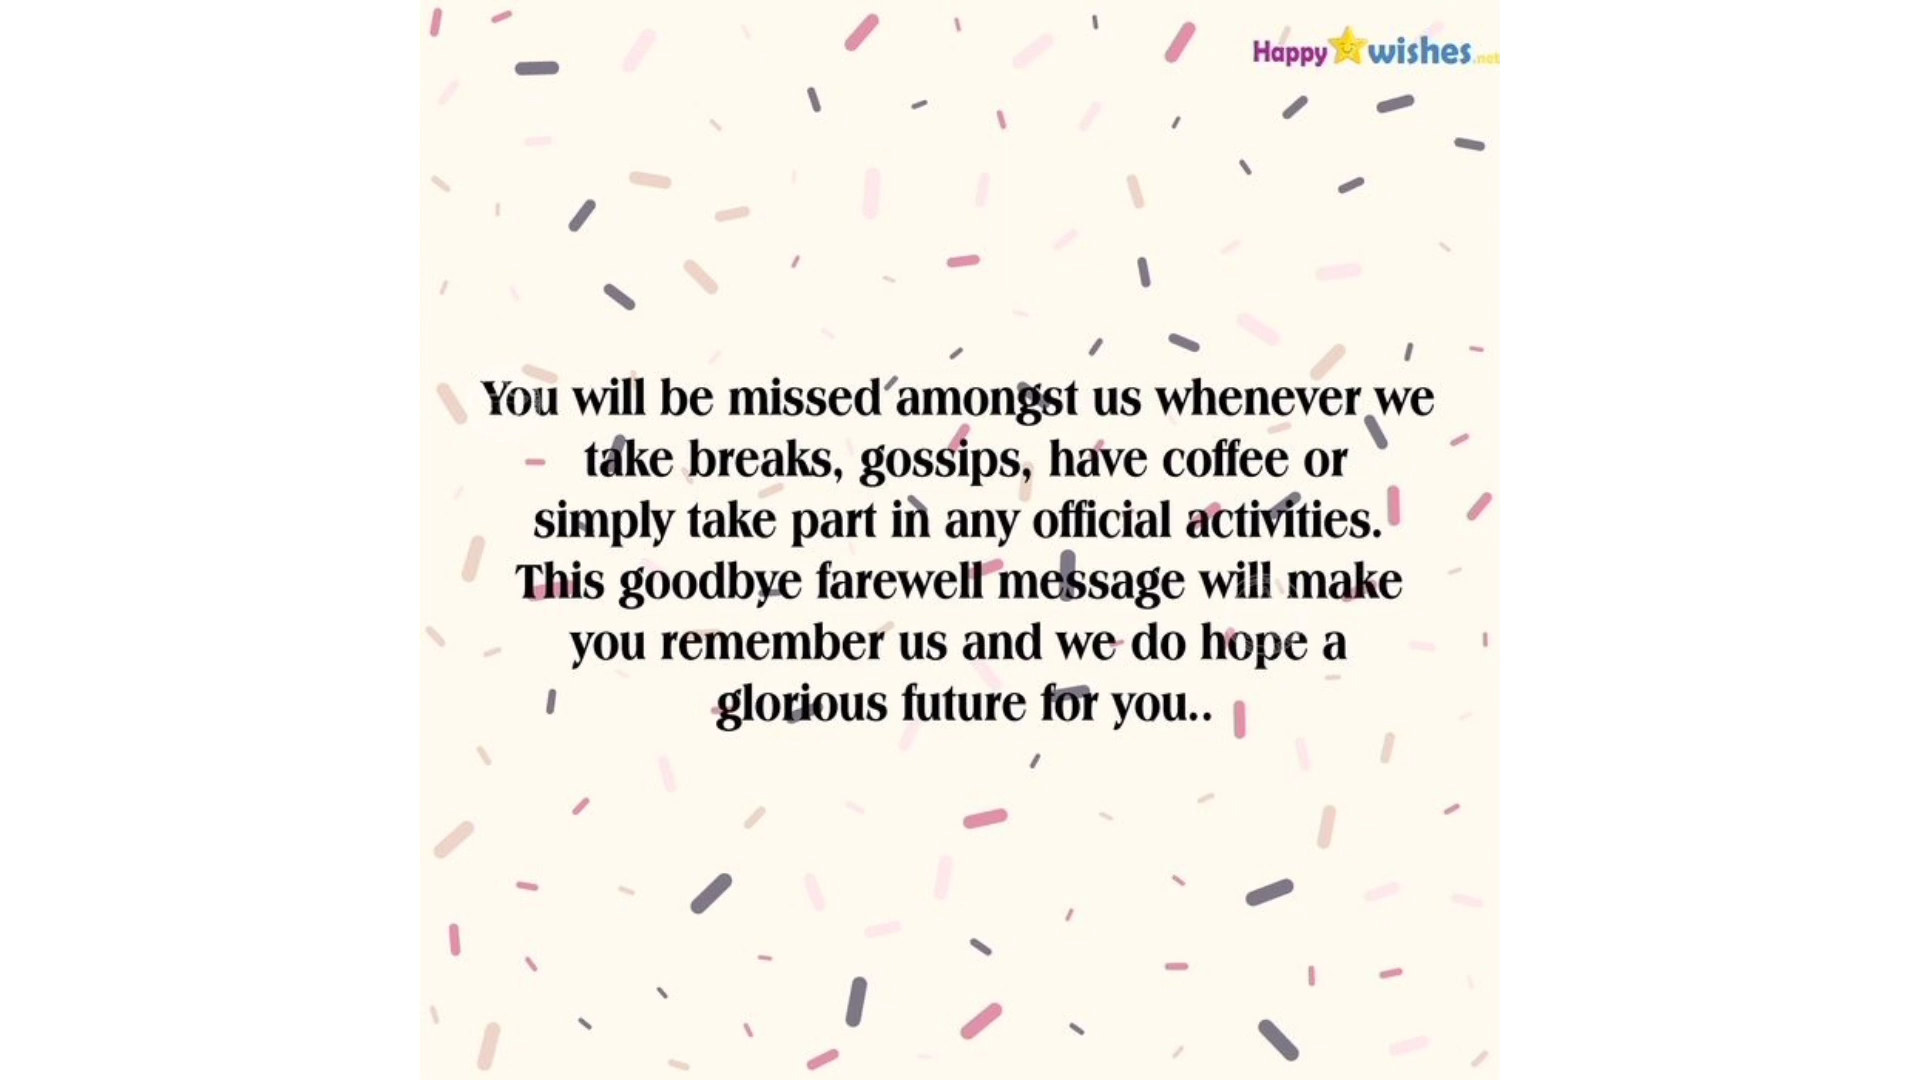 Happy wishes.net
You will be missed amongst us whenever we
take breaks, gossips, have coffee or
simply take part in any official activities.
This goodbye farewell message will make
you remember us and we do hope a
glorious future for you..